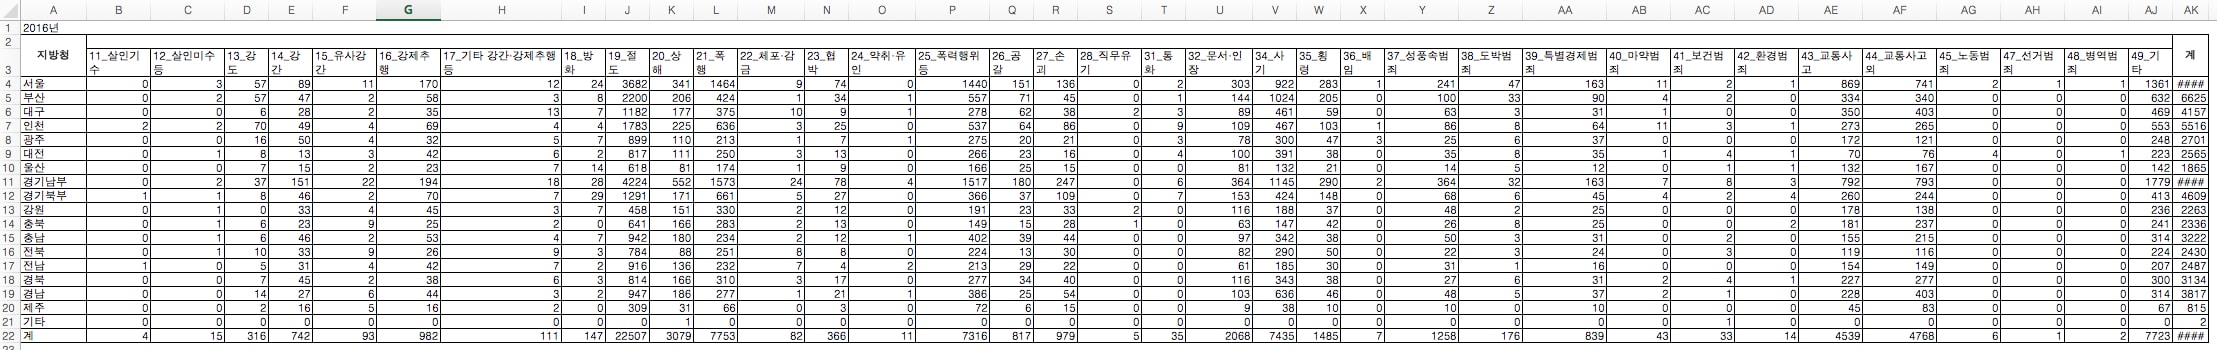 A B C D E F G H I J K L M N O P Q R S T U V W X Y Z AA AB AC AD AE AF AG AH AI AJ AK
1 2016년
2
3 지방청 11_살인기수 12_살인미수등 13_강도 14_강간 15_유사강간 16_강제추행 17_기타 강간·강제추행등 18_방화 19_절도 20_상해 21_폭행 22_체포·감금 23_협박 24_약취·유인 25_폭력행위등 26_공갈 27_손괴 28_직무유기 31_통화 32_문서·인장 34_사기 35_횡령 36_배임 37_성풍속범죄 38_도박범죄 39_특별경제범죄 40_마약범죄 41_보건범죄 42_환경범죄 43_교통사고 44_교통사고외 45_노동범죄 47_선거범죄 48_병역범죄 49_기타 계
4 서울 0 3 57 89 11 170 12 24 3682 341 1464 9 74 0 1440 151 136 0 2 303 922 283 1 241 47 163 11 2 1 869 741 2 1 1 1361 ####
5 부산 0 2 57 47 2 58 3 8 2200 206 424 1 34 1 557 71 45 0 1 144 1024 205 0 100 33 90 4 2 0 334 340 0 0 0 632 6625
6 대구 0 0 6 28 2 35 13 7 1182 177 375 10 9 1 278 62 38 2 3 89 461 59 0 63 3 31 1 0 0 350 403 0 0 0 469 4157
7 인천 2 2 70 49 4 69 4 4 1783 225 636 3 25 0 537 64 86 0 9 109 467 103 1 86 8 64 11 3 1 273 265 0 0 0 553 5516
8 광주 0 0 16 50 4 32 5 7 899 110 213 1 7 1 275 20 21 0 3 78 300 47 3 25 6 37 0 0 0 172 121 0 0 0 248 2701
9 대전 0 1 8 13 3 42 6 2 817 111 250 3 13 0 266 23 16 0 4 100 391 38 0 35 8 35 1 4 1 70 76 4 0 1 223 2565
10 울산 0 0 7 15 2 23 7 14 618 81 174 1 9 0 166 25 15 0 0 81 132 21 0 14 5 12 0 1 1 132 167 0 0 0 142 1865
11 경기남부 0 2 37 151 22 194 18 28 4224 552 1573 24 78 4 1517 180 247 0 6 364 1145 290 2 364 32 163 7 8 3 792 793 0 0 0 1779 ####
12 경기북부 1 1 8 46 2 70 7 29 1291 171 661 5 27 0 366 37 109 0 7 153 424 148 0 68 6 45 4 2 4 260 244 0 0 0 413 4609
13 강원 0 1 0 33 4 45 3 7 458 151 330 2 12 0 191 23 33 2 0 116 188 37 0 48 2 25 0 0 0 178 138 0 0 0 236 2263
14 충북 0 1 6 23 9 25 2 0 641 166 283 2 13 0 149 15 28 1 0 63 147 42 0 26 8 25 0 0 2 181 237 0 0 0 241 2336
15 충남 0 1 6 46 2 53 4 7 942 180 234 2 12 1 402 39 44 0 0 97 342 38 0 50 3 31 0 2 0 155 215 0 0 0 314 3222
16 전북 0 1 10 33 9 26 9 3 784 88 251 8 8 0 224 13 30 0 0 82 290 50 0 22 3 24 0 3 0 119 116 0 0 0 224 2430
17 전남 1 0 5 31 4 42 7 2 916 136 232 7 4 2 213 29 22 0 0 61 185 30 0 31 1 16 0 0 0 154 149 0 0 0 207 2487
18 경북 0 0 7 45 2 38 6 3 814 166 310 3 17 0 277 34 40 0 0 116 343 38 0 27 6 31 2 4 1 227 277 0 0 0 300 3134
19 경남 0 0 14 27 6 44 3 2 947 186 277 1 21 1 386 25 54 0 0 103 636 46 0 48 5 37 2 1 0 228 403 0 0 0 314 3817
20 제주 0 0 2 16 5 16 2 0 309 31 66 0 3 0 72 6 15 0 0 9 38 10 0 10 0 10 0 0 0 45 83 0 0 0 67 815
21 기타 0 0 0 0 0 0 0 0 0 1 0 0 0 0 0 0 0 0 0 0 0 0 0 0 0 0 0 1 0 0 0 0 0 0 0 2
22 계 4 15 316 742 93 982 111 147 22507 3079 7753 82 366 11 7316 817 979 5 35 2068 7435 1485 7 1258 176 839 43 33 14 4539 4768 6 1 2 7723 ####